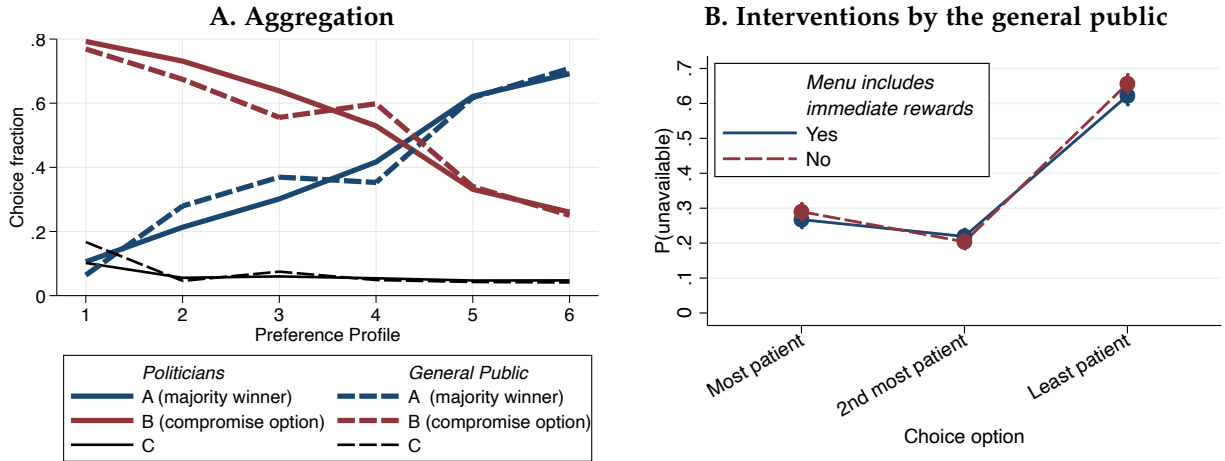 A. Aggregation
Choice fraction
.8
.6
.4
.2
0
1 2 3 4 5 6
Preference Profile
Politicians General Public
A (majority winner) A (majority winner)
B (compromise option) B (compromise option)
C C
B. Interventions by the general public
P(unavailable)
.7
.6
.5
.4
.3
.2
.1
0
Menu includes
immediate rewards
Yes
No
Most patient
2nd most patient
Least patient
Choice option